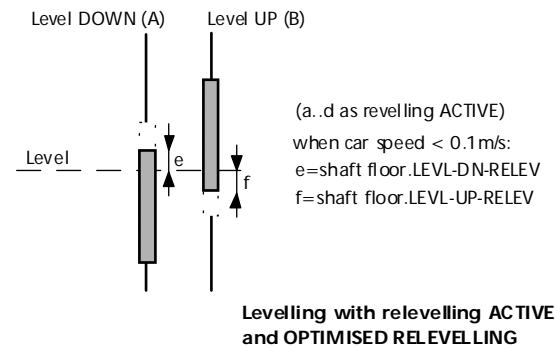 Level DOWN (A)
Level UP (B)
(a..d as revelling ACTIVE)
when car speed < 0.1m/s:
Level
e
e=shaft floor.LEVL-DN-RELEV
f
f=shaft floor.LEVL-UP-RELEV
Levelling with relevelling ACTIVE
and OPTIMISED RELEVELLING